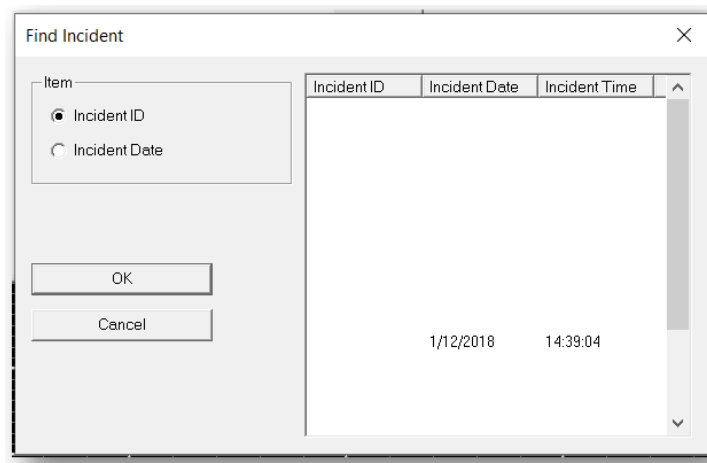 Find Incident
Item
Incident ID
Incident Date
OK
Cancel
Incident ID Incident Date Incident Time
1/12/2018 14:39:04